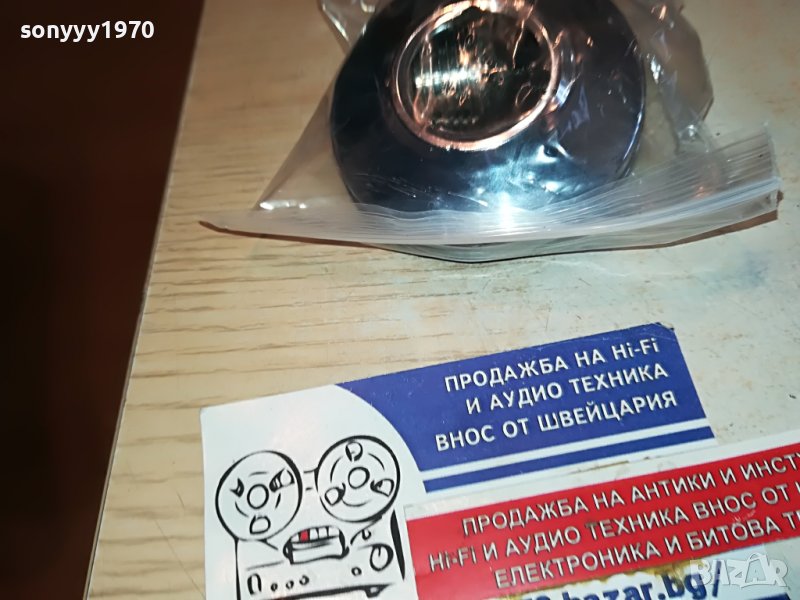 sonyyy1970
ПРОДАЖБА НА Hi-Fi
И АУДИО ТЕХНИКА
ВНОС ОТ ШВЕЙЦАРИЯ
ПРОДАЖБА НА АНТИКИ И
Hi-Fi И АУДИО ТЕХНИКА ВНОС ОТ
ЕЛЕКТРОНИКА И БИТОВА
bazar.bg/
BAZAR